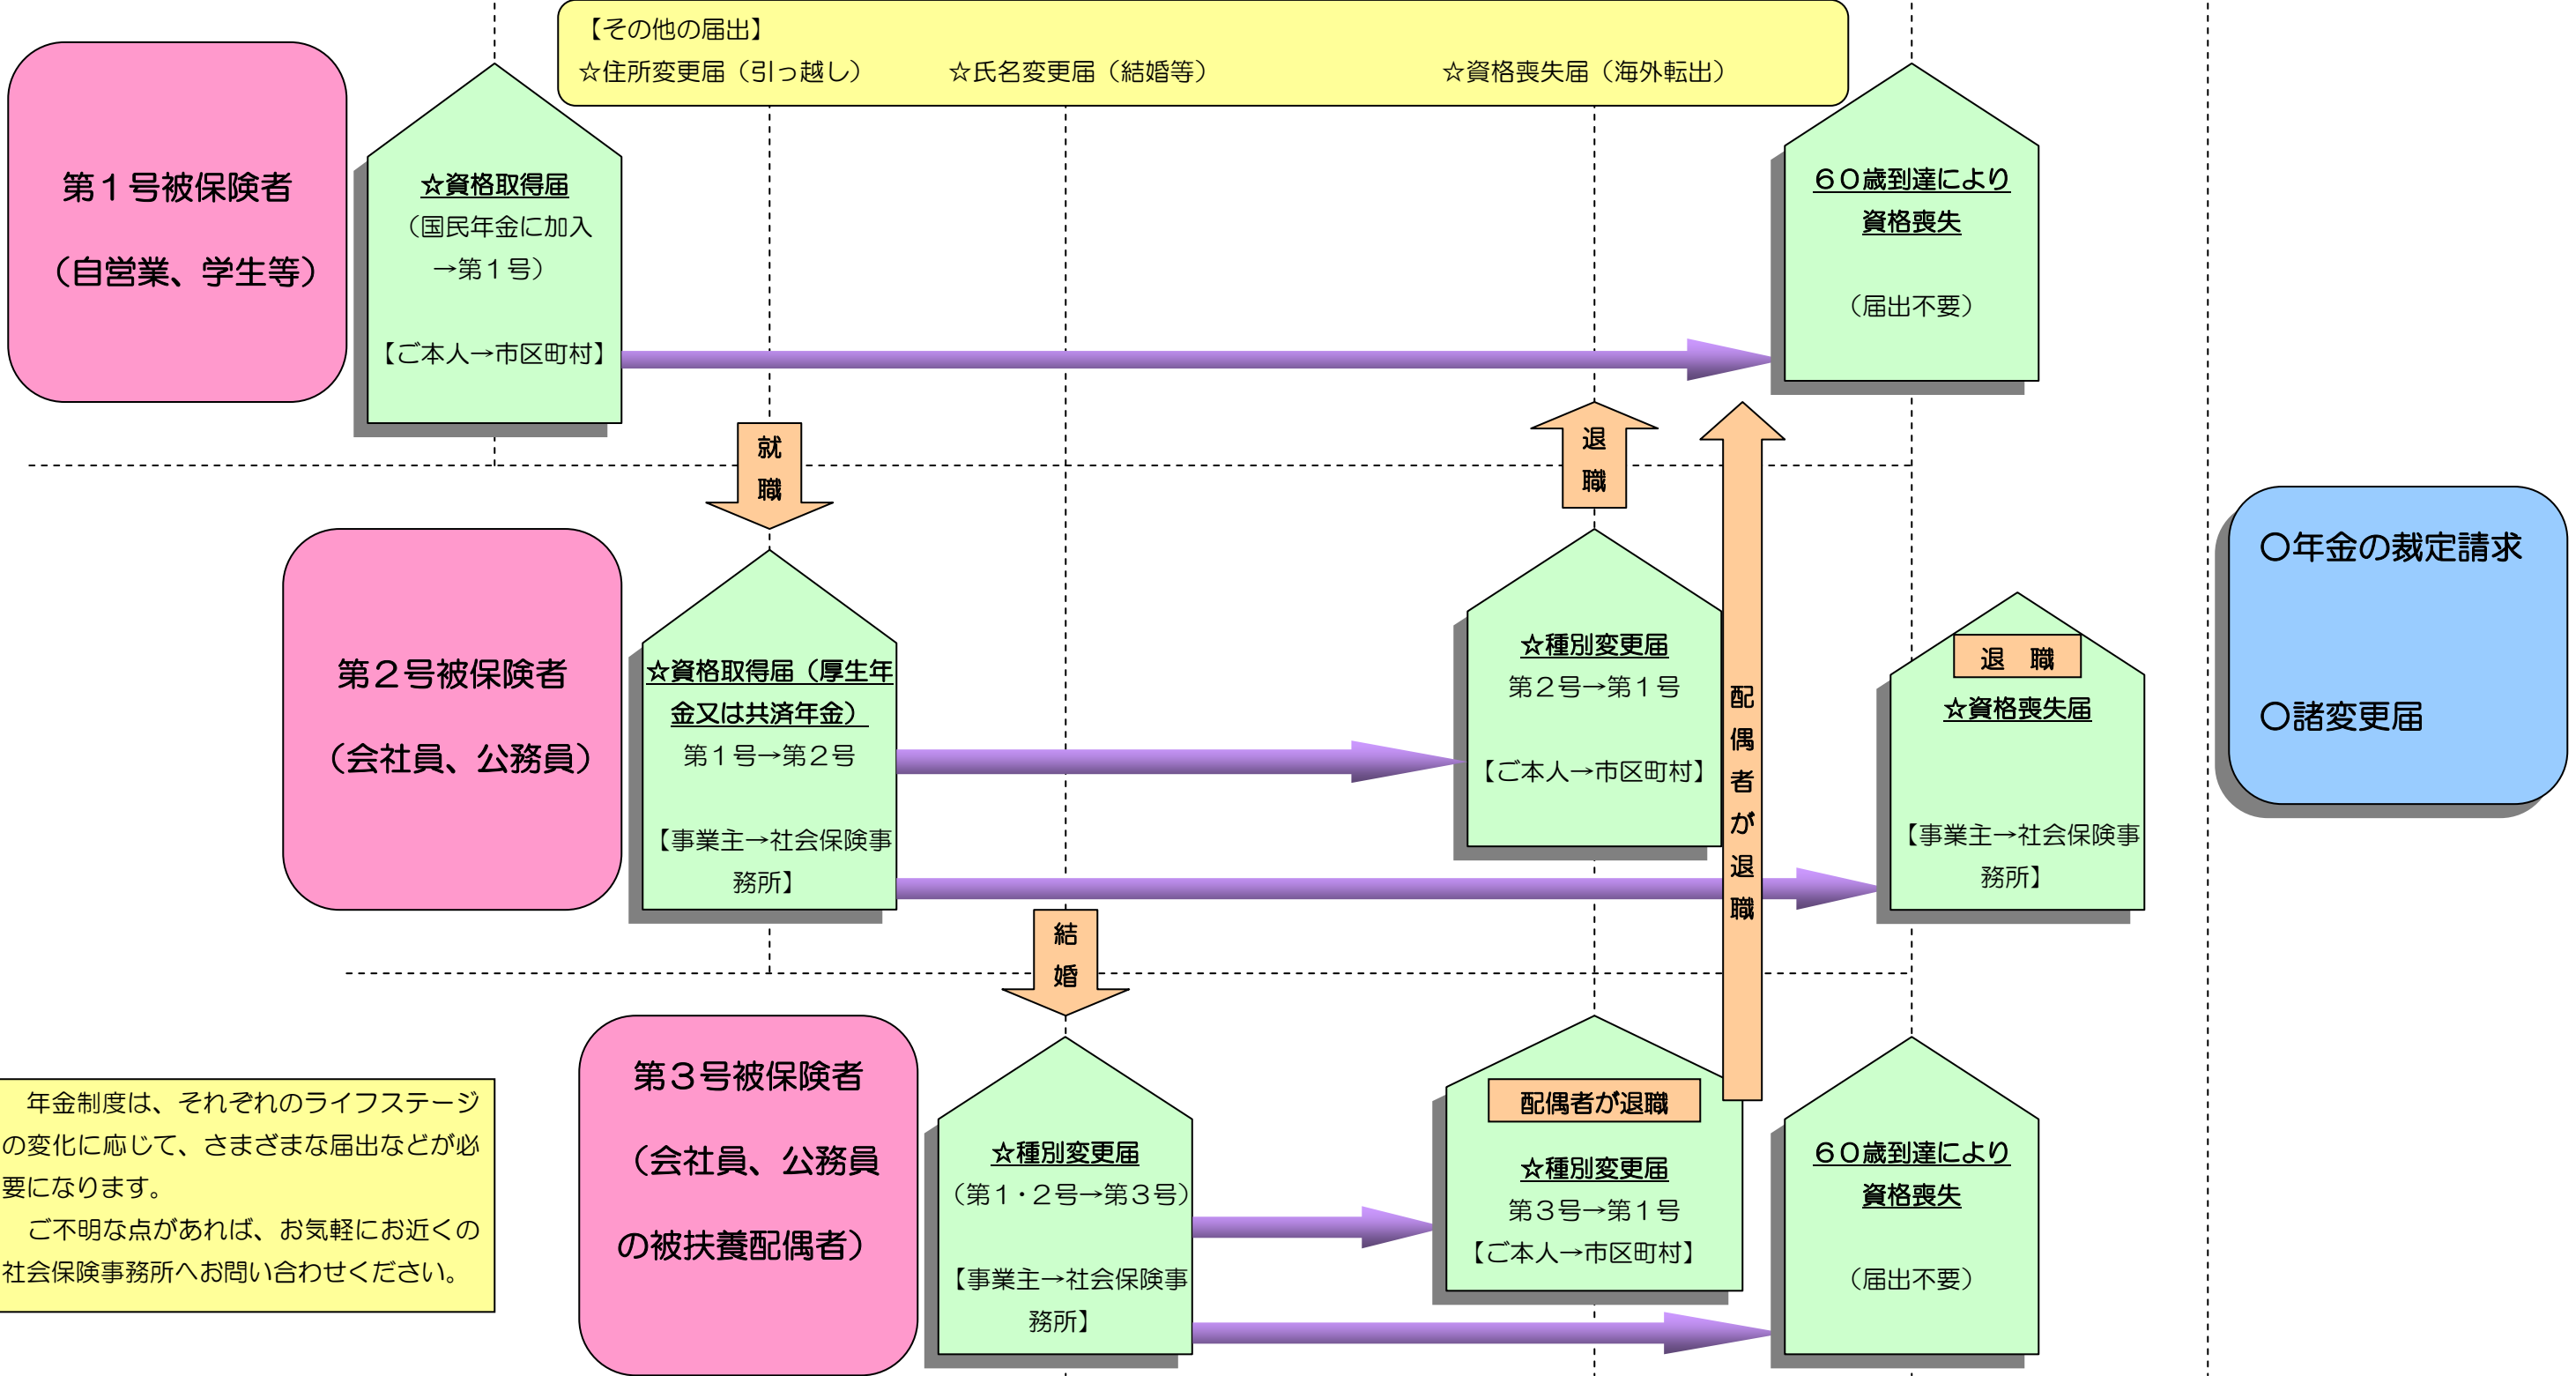 【その他の届出】
☆住所変更届（引っ越し）　☆氏名変更届（結婚等）　☆資格喪失届（海外転出）
第１号被保険者
（自営業、学生等）
☆資格取得届
（国民年金に加入
→第１号）
【ご本人→市区町村】
６０歳到達により
資格喪失
（届出不要）
就
職
退
職
配
偶
者
が
退
職
第２号被保険者
（会社員、公務員）
☆資格取得届（厚生年
金又は共済年金）
第１号→第２号
【事業主→社会保険事
務所】
☆種別変更届
第２号→第１号
【ご本人→市区町村】
退　職
☆資格喪失届
【事業主→社会保険事
務所】
○年金の裁定請求
○諸変更届
結
婚
第３号被保険者
（会社員、公務員
の被扶養配偶者）
☆種別変更届
（第１・２号→第３号）
【事業主→社会保険事
務所】
配偶者が退職
☆種別変更届
第３号→第１号
【ご本人→市区町村】
６０歳到達により
資格喪失
（届出不要）
年金制度は、それぞれのライフステージ
の変化に応じて、さまざまな届出などが必
要になります。
ご不明な点があれば、お気軽にお近くの
社会保険事務所へお問い合わせください。